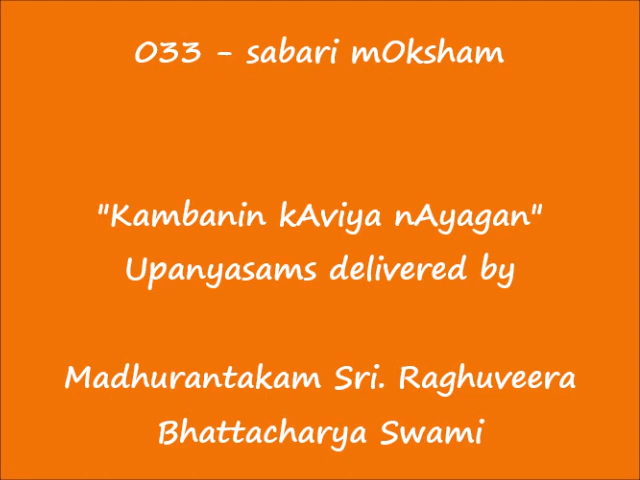 033 - sabari mOksham
"Kambanin kAviya nAyagan"
Upanyasams delivered by
Madhurantakam Sri. Raghuveera
Bhattacharya Swami